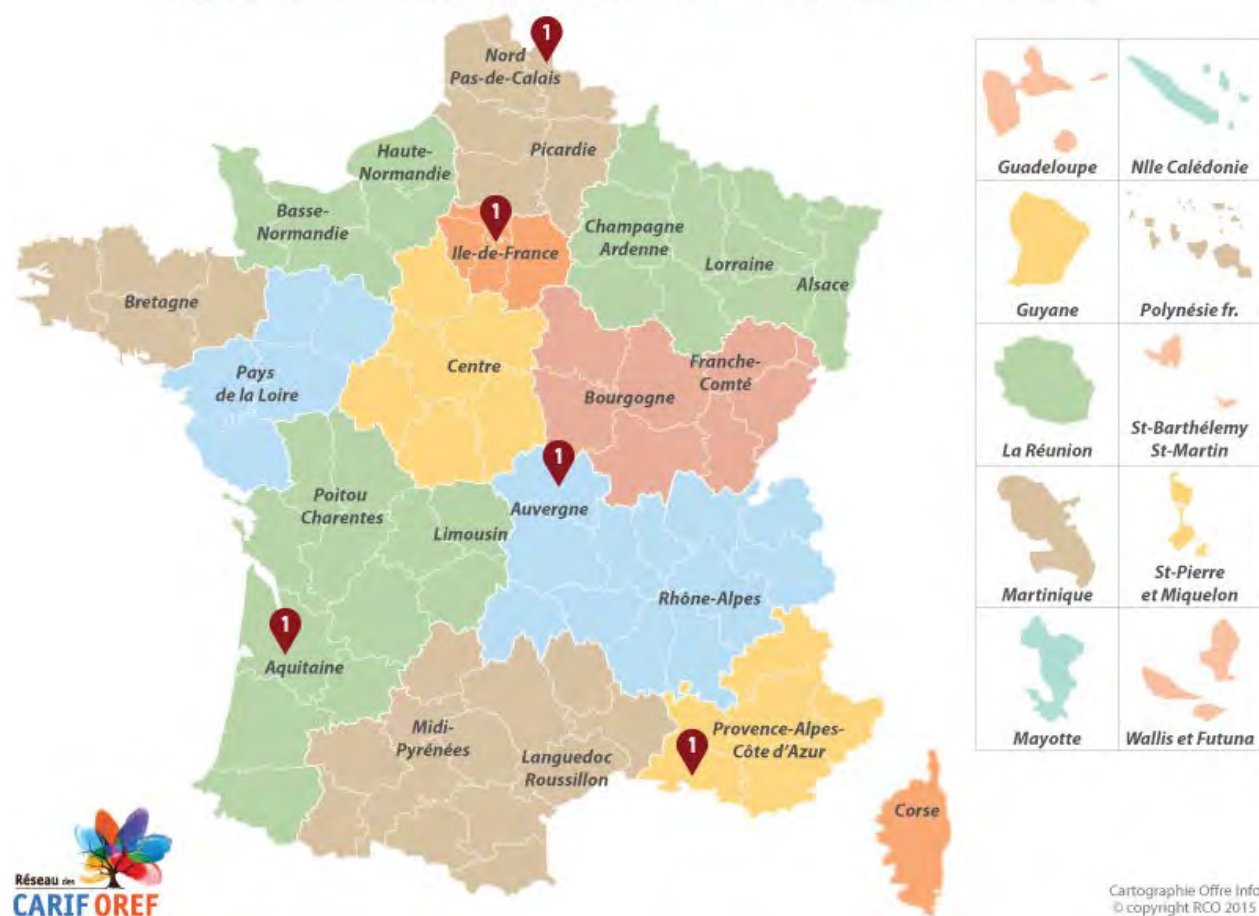 1
Nord
Pas-de-Calais
Picardie
Haute-
Normandie
Basse-
Normandie
1
Ile-de-France
Champagne
Ardenne
Lorraine
Alsace
Bretagne
Pays
de la Loire
Centre
Bourgogne
Franche-
Comté
1
Auvergne
Poitou
Charentes
Limousin
Rhône-Alpes
1
Aquitaine
Midi-
Pyrénées
Languedoc
Roussillon
1
Provence-Alpes-
Côte d'Azur
Corse
Guadeloupe
Nlle Calédonie
Guyane
Polynésie fr.
La Réunion
St-Barthélemy
St-Martin
Martinique
St-Pierre
et Miquelon
Mayotte
Wallis et Futuna
Réseau des
CARIF OREF
Cartographie Offre Info
© copyright RCO 2015